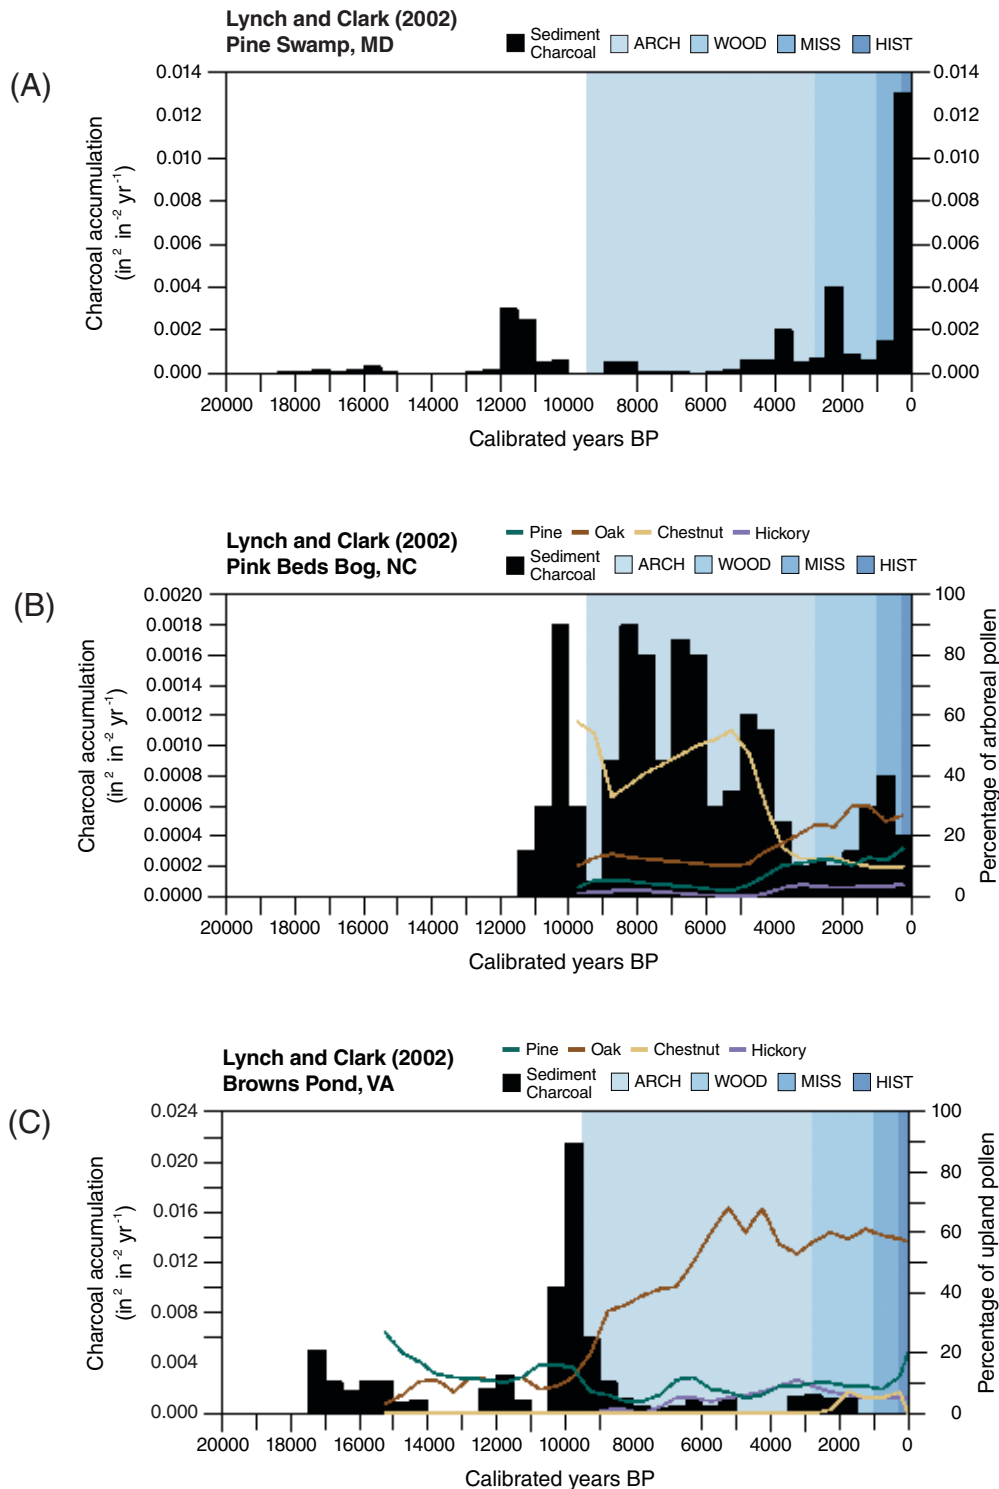 Lynch and Clark (2002)
Pine Swamp, MD
Sediment Charcoal ARCH WOOD MISS HIST
(A)
Charcoal accumulation
(in² in⁻² yr⁻¹)
0.014 0.014
0.012 0.012
0.010 0.010
0.008 0.008
0.006 0.006
0.004 0.004
0.002 0.002
0.000 0.000
20000 18000 16000 14000 12000 10000 8000 6000 4000 2000 0
Calibrated years BP
Pine Oak Chestnut Hickory
Lynch and Clark (2002)
Pink Beds Bog, NC
Sediment Charcoal ARCH WOOD MISS HIST
(B)
Charcoal accumulation
(in² in⁻² yr⁻¹)
0.0020 100
0.0018
0.0016 80
0.0014
0.0012 60
0.0010
0.0008 40
0.0006
0.0004 20
0.0002
0.0000 0
Percentage of arboreal pollen
20000 18000 16000 14000 12000 10000 8000 6000 4000 2000 0
Calibrated years BP
Pine Oak Chestnut Hickory
Lynch and Clark (2002)
Browns Pond, VA
Sediment Charcoal ARCH WOOD MISS HIST
(C)
Charcoal accumulation
(in² in⁻² yr⁻¹)
0.024 100
0.020 80
0.016 60
0.012
0.008 40
0.004 20
0.000 0
Percentage of upland pollen
20000 18000 16000 14000 12000 10000 8000 6000 4000 2000 0
Calibrated years BP